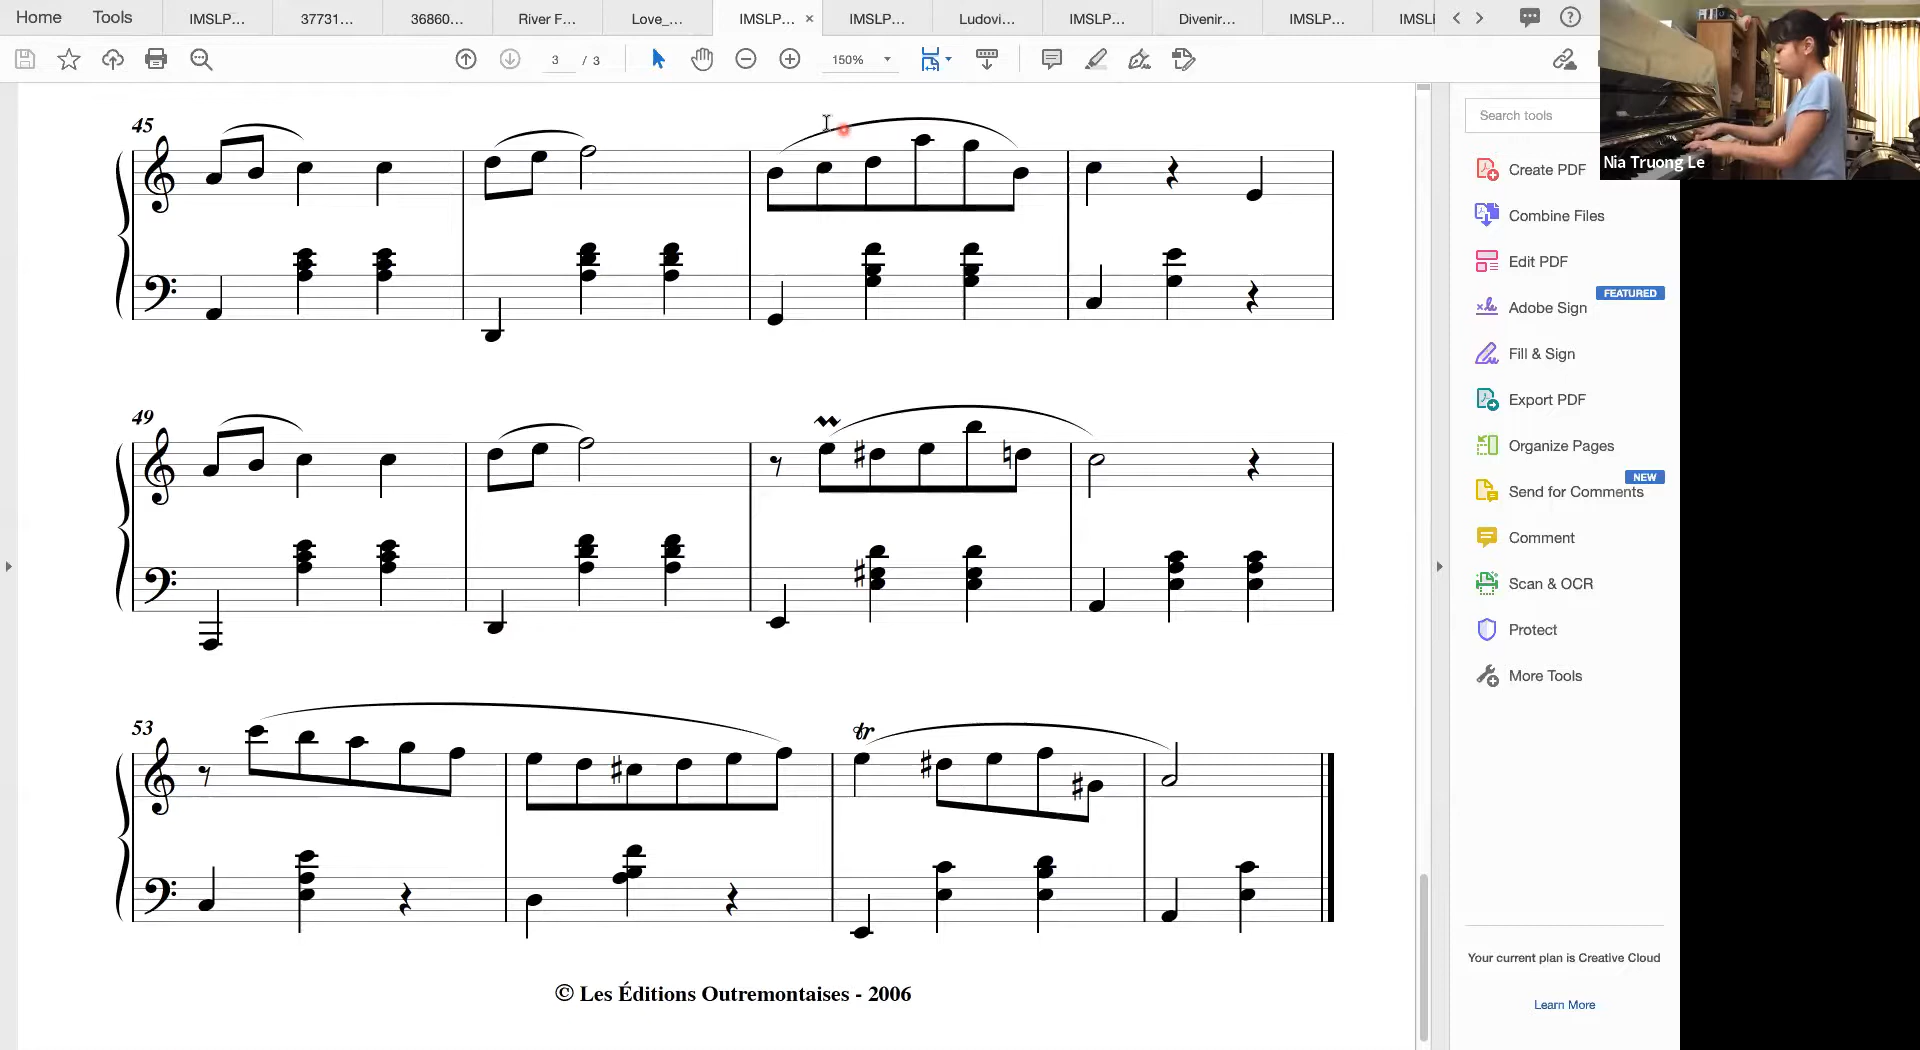 Home Tools IMSLP... 37731... 36860... River F... Love_... IMSLP... × IMSLP... Ludovi... IMSLP... Divenir... IMSLP... IMSLI
3 / 3 150%
Search tools
Nia Truong Le
Create PDF
Combine Files
Edit PDF
FEATURED
Adobe Sign
Fill & Sign
Export PDF
Organize Pages
NEW
Send for Comments
Comment
Scan & OCR
Protect
More Tools
Your current plan is Creative Cloud
Learn More
45
49
53
tr
© Les Éditions Outremontaises - 2006